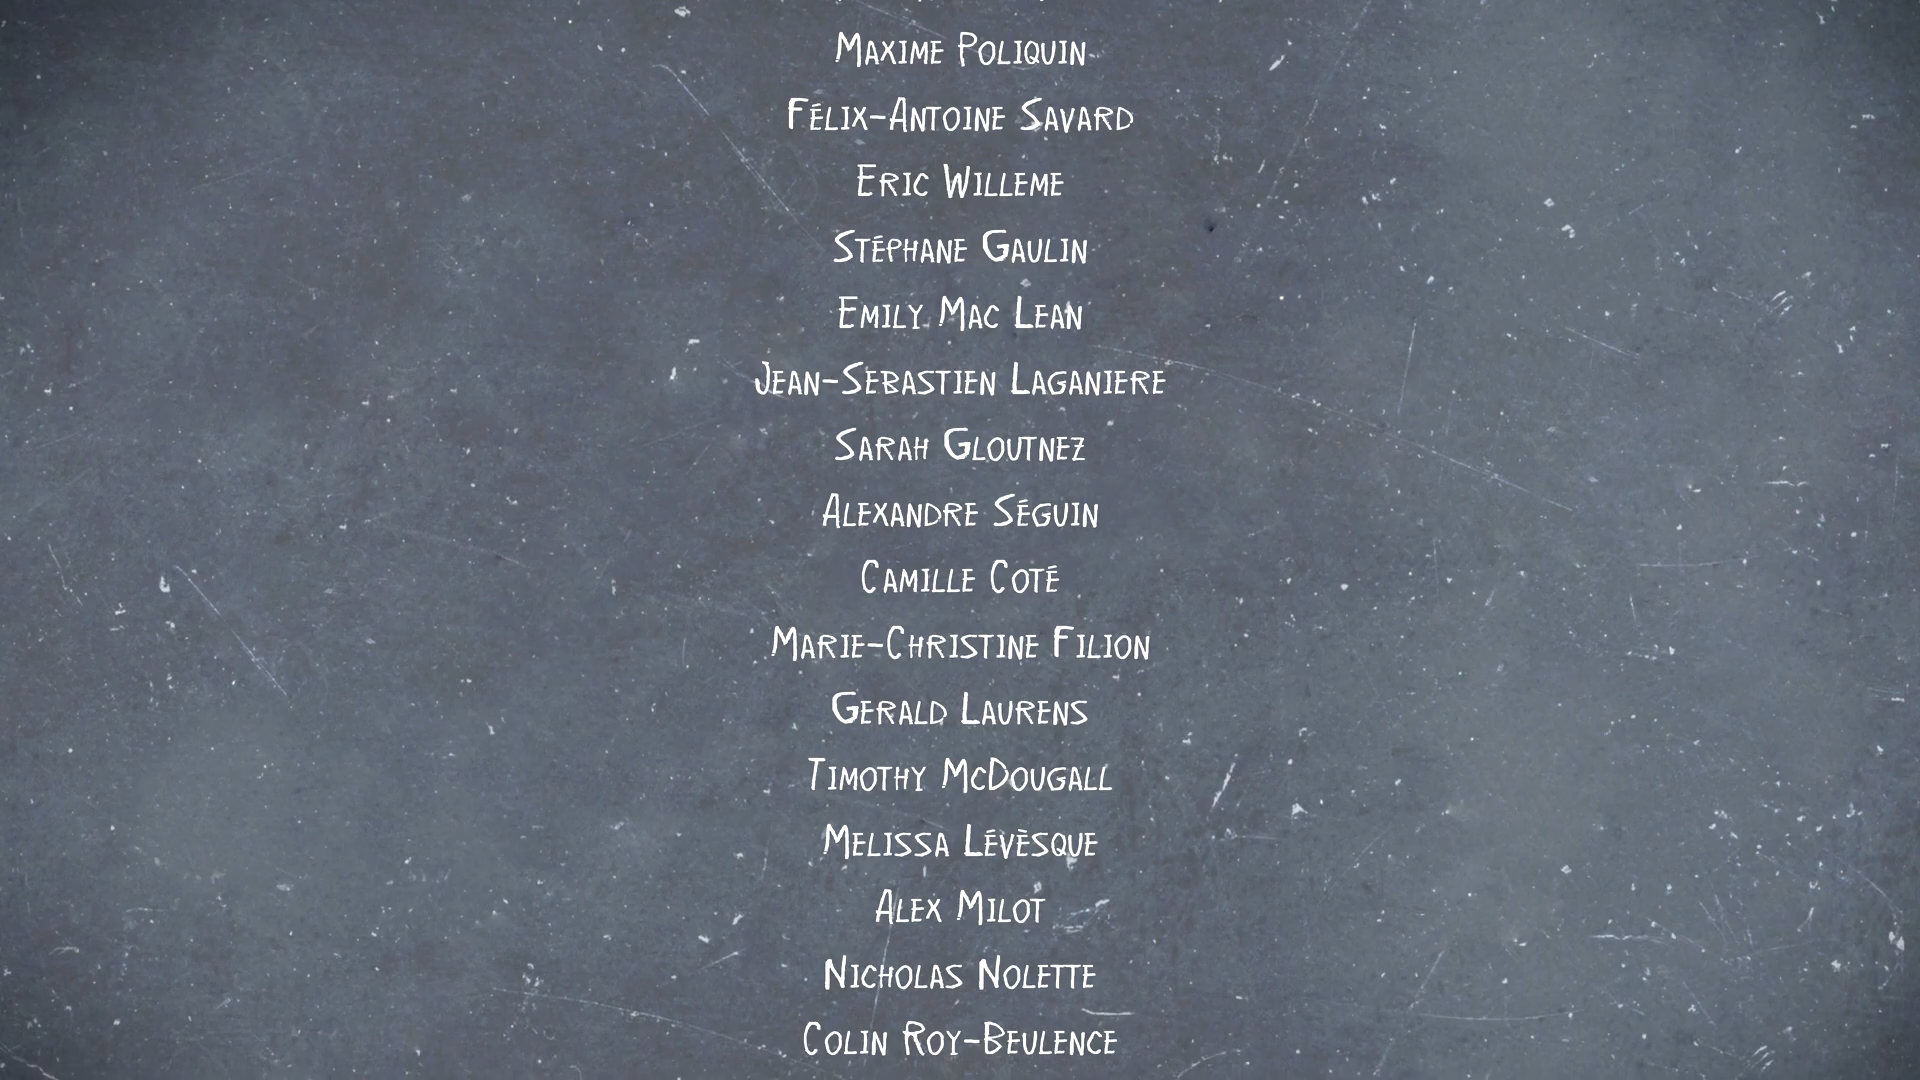 Maxime Poliquin
Félix-Antoine Savard
Eric Willeme
Stéphane Gaulin
Emily Mac Lean
Jean-Sebastien Laganiere
Sarah Gloutnez
Alexandre Séguin
Camille Coté
Marie-Christine Filion
Gerald Laurens
Timothy McDougall
Melissa Lévèsque
Alex Milot
Nicholas Nolette
Colin Roy-Beulence